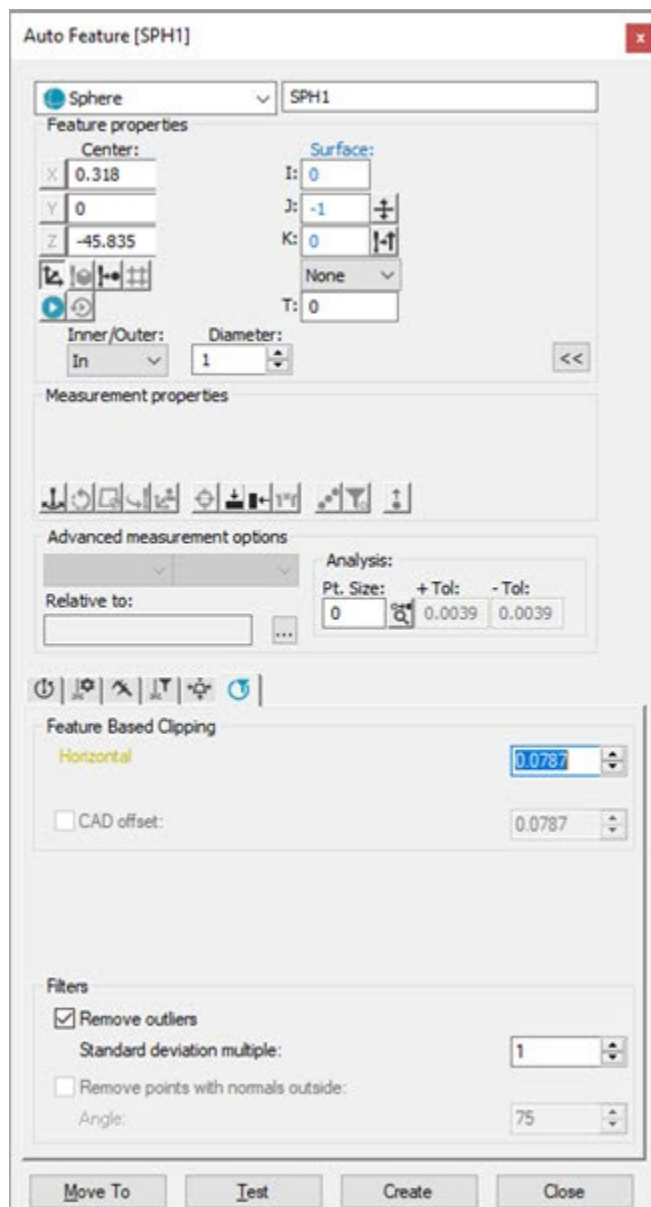 Auto Feature [SPH1]
x
Sphere SPH1
Feature properties
Center: Surface:
X 0.318 I: 0
Y 0 J: -1
Z -45.835 K: 0
None
T: 0
Inner/Outer: Diameter:
In 1 <<
Measurement properties
Advanced measurement options
Analysis:
Pt. Size: + Tol: - Tol:
0 0.0039 0.0039
Relative to:
...
Feature Based Clipping
Horizontal 0.0787
CAD offset: 0.0787
Filters
Remove outliers
Standard deviation multiple: 1
Remove points with normals outside:
Angle: 75
Move To Test Create Close